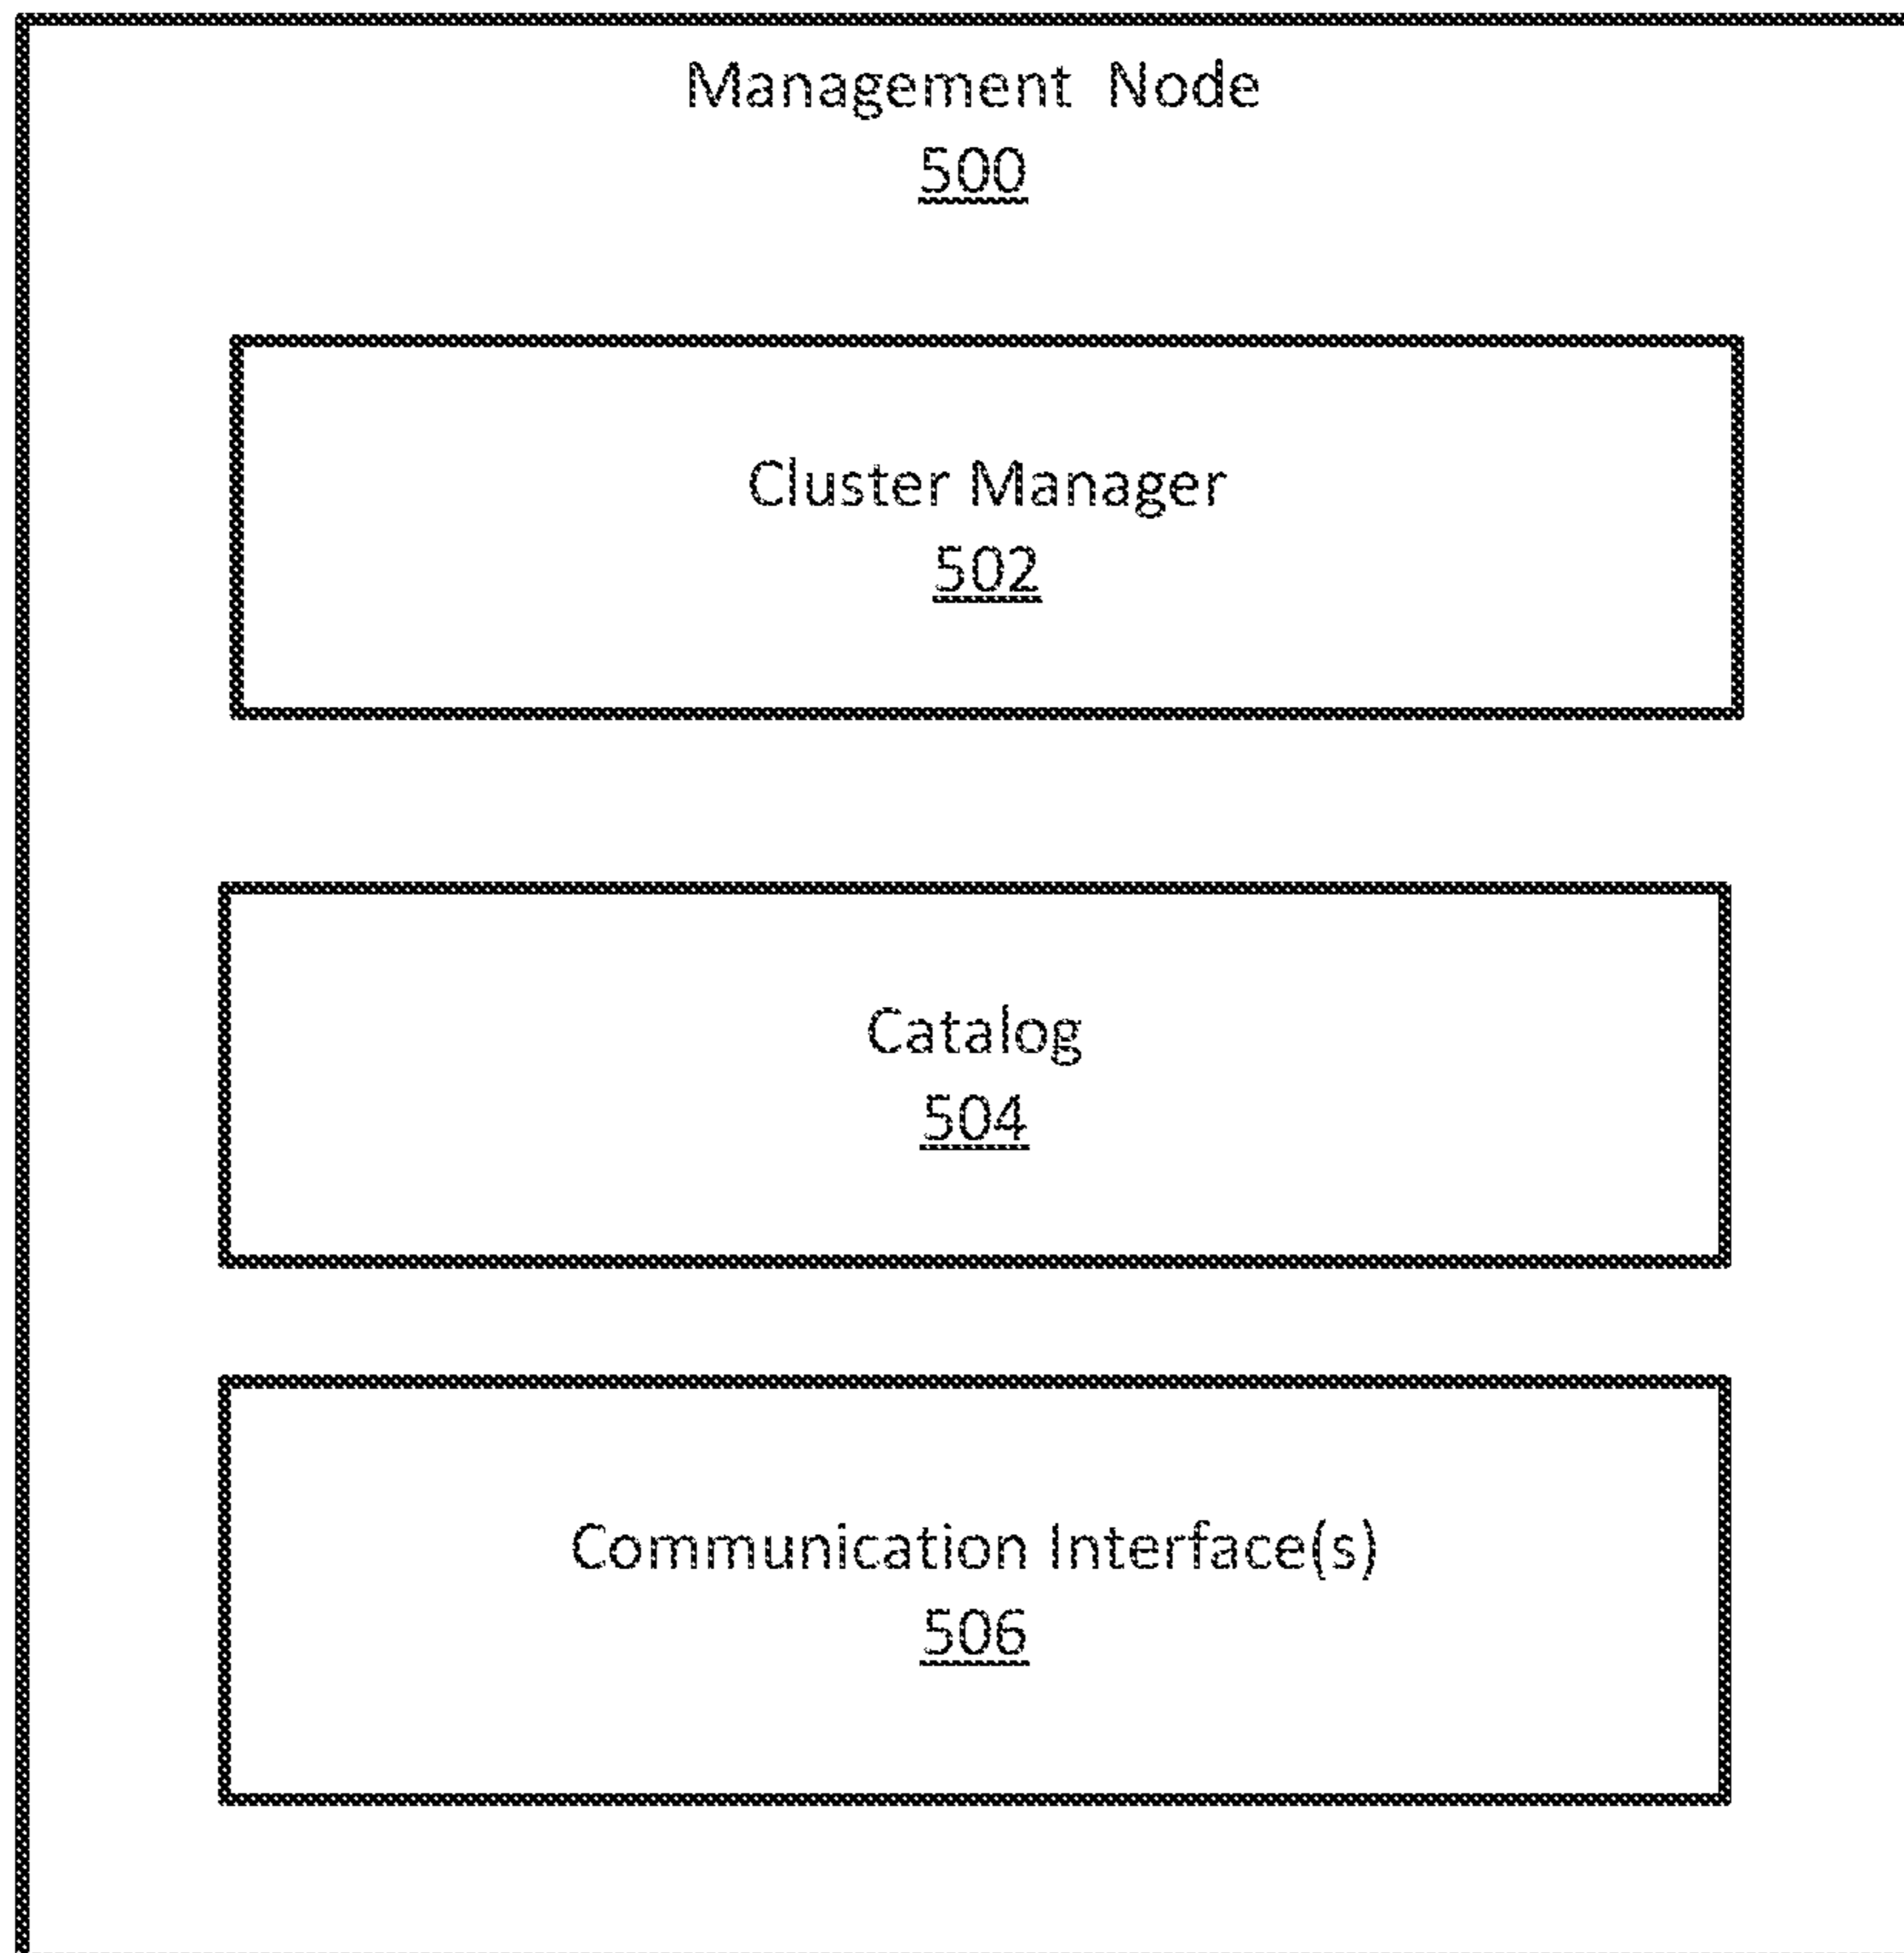 Management Node
500
Cluster Manager
502
Catalog
504
Communication Interface(s)
506